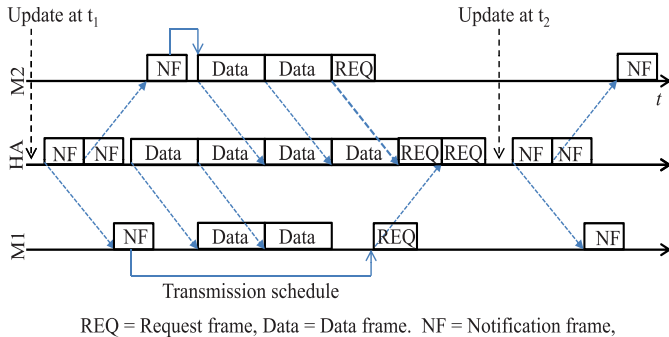 Update at t1
Update at t2
M2
NF
Data
Data
REQ
NF
t
HA
NF
NF
Data
Data
Data
Data
REQ
REQ
NF
NF
M1
NF
Data
Data
REQ
NF
Transmission schedule
REQ = Request frame, Data = Data frame. NF = Notification frame,